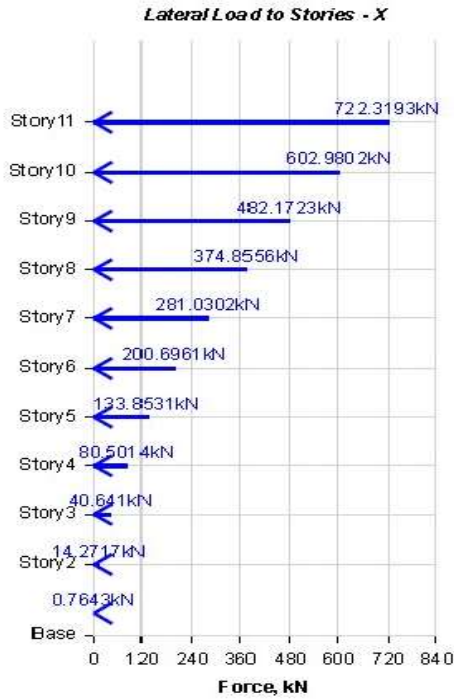 Lateral Load to Stories - X
722.3193kN
Story11
602.9802kN
Story10
482.1723kN
Story9
374.8556kN
Story8
281.0302kN
Story7
200.6961kN
Story6
133.8531kN
Story5
80.5014kN
Story4
40.641kN
Story3
14.2717kN
Story2
0.7643kN
Base
0 120 240 360 480 600 720 840
Force, kN